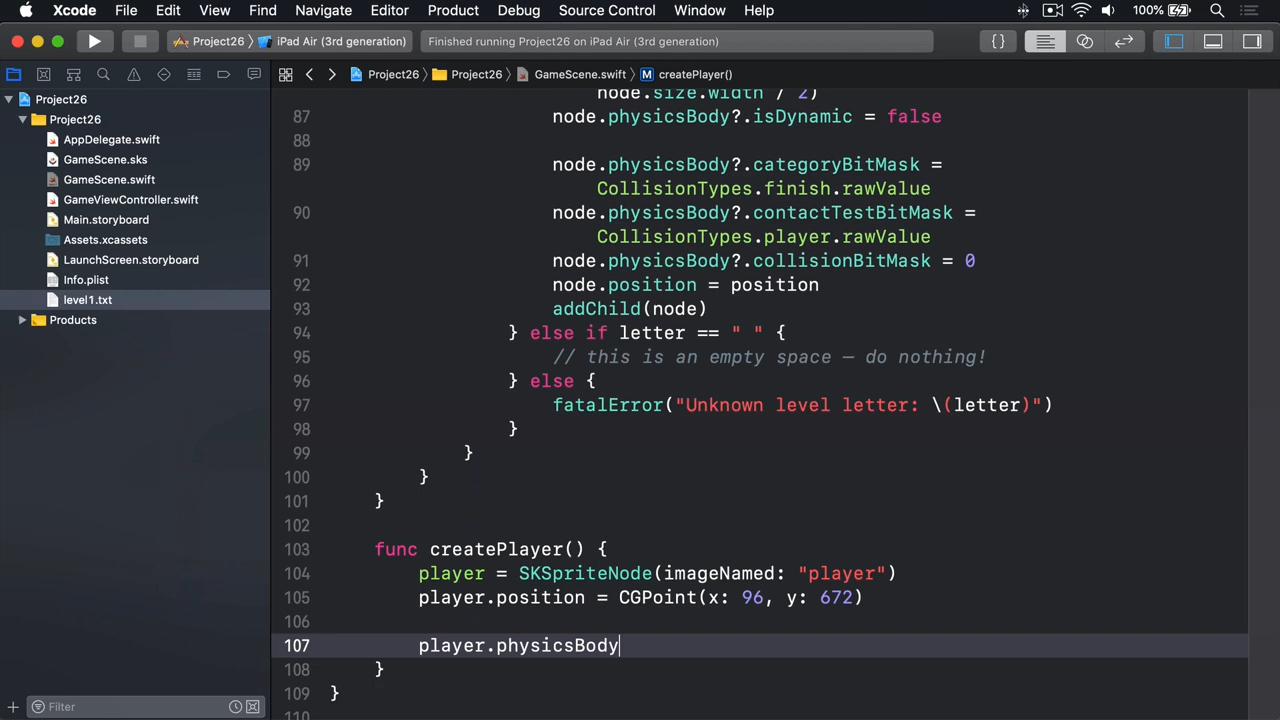 Xcode File Edit View Find Navigate Editor Product Debug Source Control Window Help 100%
Project26 iPad Air (3rd generation) Finished running Project26 on iPad Air (3rd generation)
Project26 Project26 GameScene.swift M createPlayer()
Project26
Project26
AppDelegate.swift
GameScene.sks
GameScene.swift
GameViewController.swift
Main.storyboard
Assets.xcassets
LaunchScreen.storyboard
Info.plist
level1.txt
Products
Filter
node.size.width / 2)
87 node.physicsBody?.isDynamic = false
88
89 node.physicsBody?.categoryBitMask =
CollisionTypes.finish.rawValue
90 node.physicsBody?.contactTestBitMask =
CollisionTypes.player.rawValue
91 node.physicsBody?.collisionBitMask = 0
92 node.position = position
93 addChild(node)
94 } else if letter == " " {
95 // this is an empty space – do nothing!
96 } else {
97 fatalError("Unknown level letter: \(letter)")
98 }
99 }
100 }
101 }
102
103 func createPlayer() {
104 player = SKSpriteNode(imageNamed: "player")
105 player.position = CGPoint(x: 96, y: 672)
106
107 player.physicsBody
108 }
109 }
110